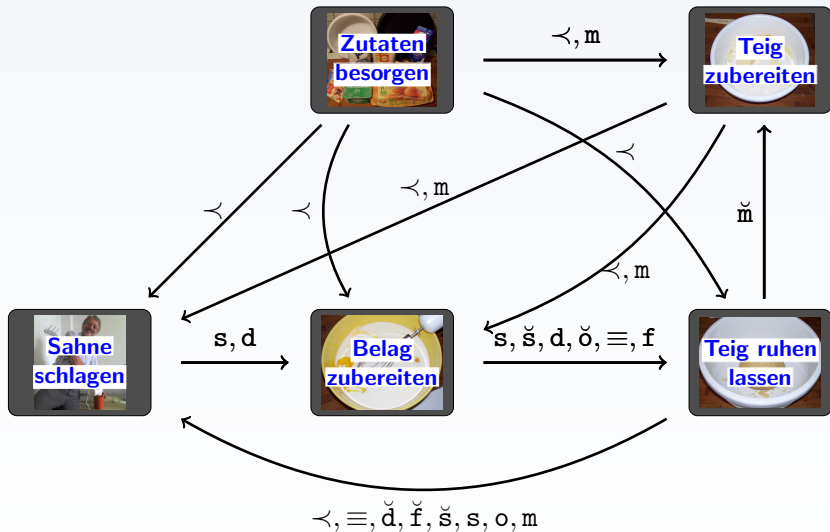 Zutaten
besorgen
≺, m
Teig
zubereiten
≺
≺, m
≺
≺
m̆
≺, m
Sahne
schlagen
s, d
Belag
zubereiten
s, s̆, d, ŏ, ≡, f
Teig ruhen
lassen
≺, ≡, d̆, f̆, s̆, s, o, m